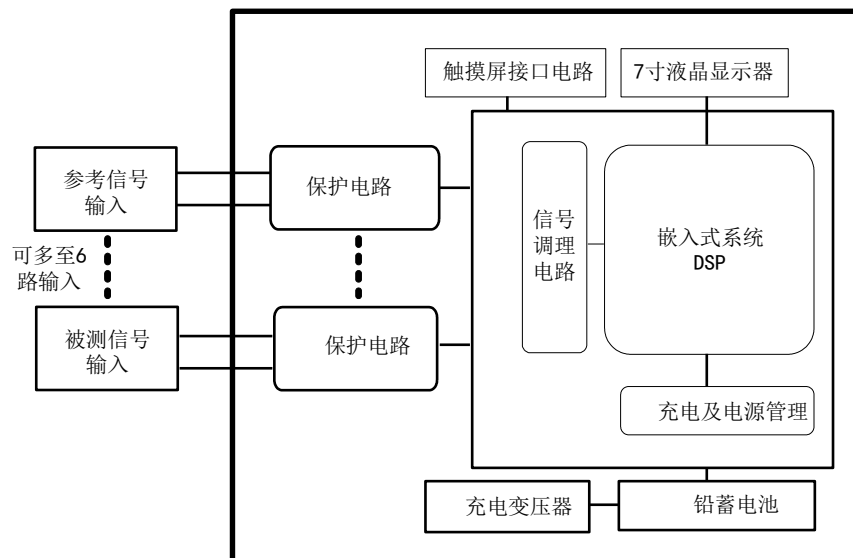 触摸屏接口电路
7寸液晶显示器
参考信号
输入
保护电路
信号
调理
电路
嵌入式系统
DSP
可多至6
路输入
被测信号
输入
保护电路
充电及电源管理
充电变压器
铅蓄电池